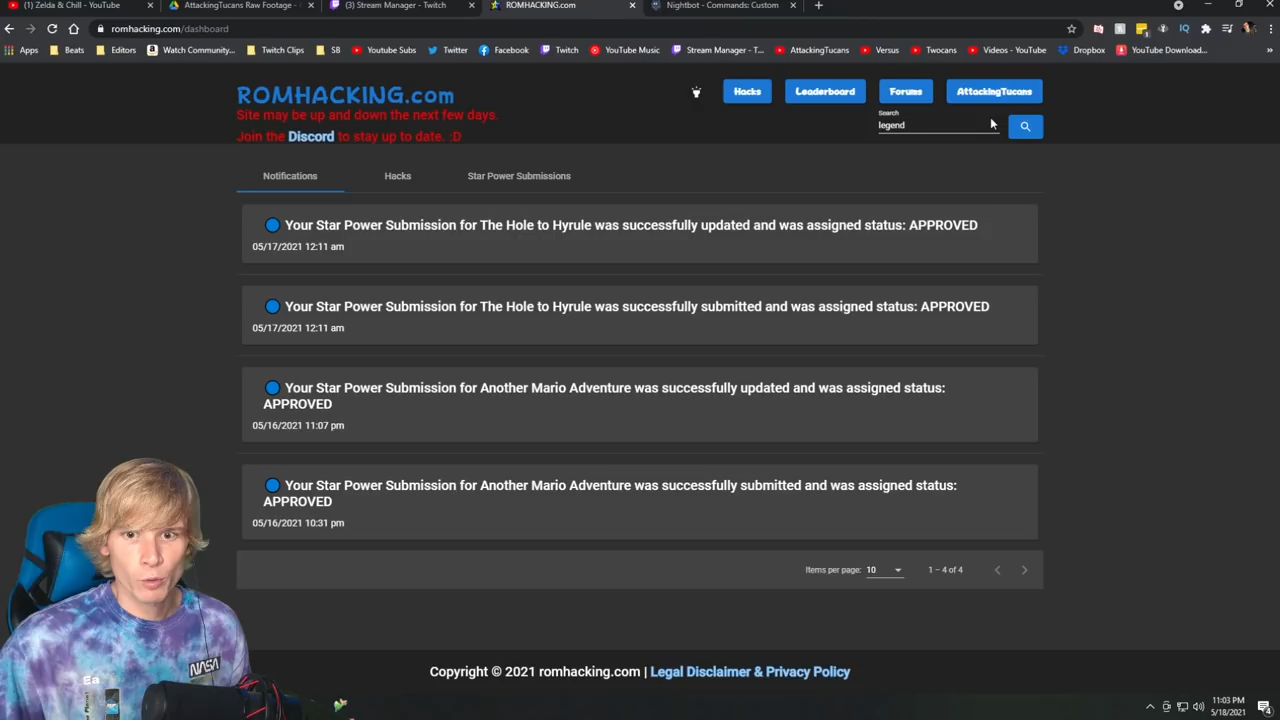 (1) Zelda & Chill - YouTube
AttackingTucans Raw Footage -
(3) Stream Manager - Twitch
ROMHACKING.com
Nightbot - Commands: Custom
romhacking.com/dashboard
Apps
Beats
Editors
Watch Community...
Twitch Clips
SB
Youtube Subs
Twitter
Facebook
Twitch
YouTube Music
Stream Manager - T...
AttackingTucans
Versus
Twocans
Videos - YouTube
Dropbox
YouTube Download...
ROMHACKING.com
Hacks
Leaderboard
Forums
AttackingTucans
Site may be up and down the next few days.
Search
legend
Join the Discord to stay up to date. :D
Notifications
Hacks
Star Power Submissions
Your Star Power Submission for The Hole to Hyrule was successfully updated and was assigned status: APPROVED
05/17/2021 12:11 am
Your Star Power Submission for The Hole to Hyrule was successfully submitted and was assigned status: APPROVED
05/17/2021 12:11 am
Your Star Power Submission for Another Mario Adventure was successfully updated and was assigned status:
APPROVED
05/16/2021 11:07 pm
Your Star Power Submission for Another Mario Adventure was successfully submitted and was assigned status:
APPROVED
05/16/2021 10:31 pm
Items per page: 10
1 – 4 of 4
NASA
Copyright © 2021 romhacking.com | Legal Disclaimer & Privacy Policy
Ea
11:03 PM
5/18/2021